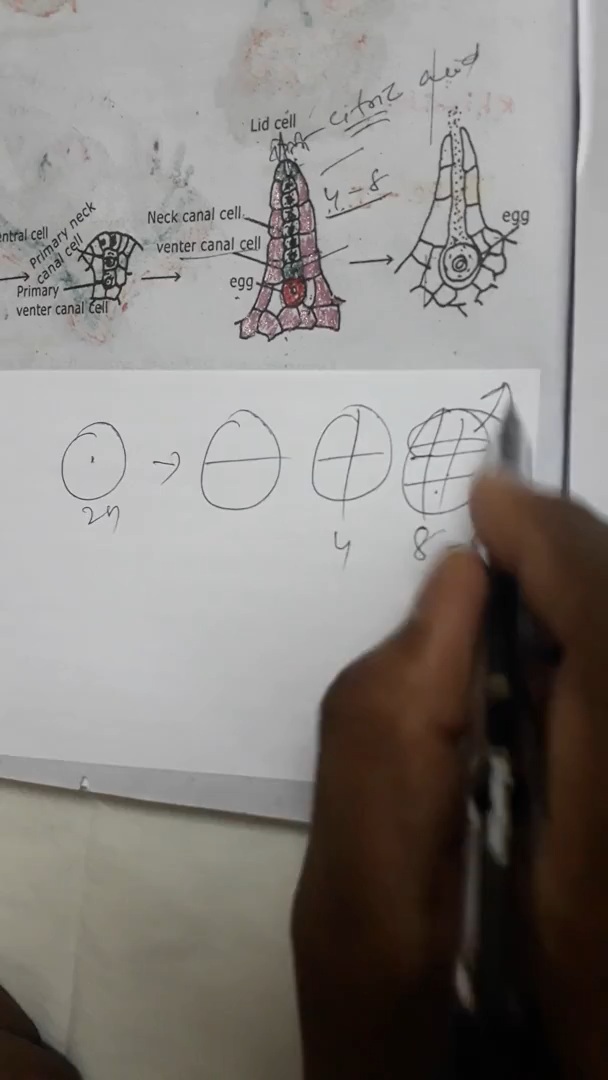 citric acid
Lid cell
4-8
Neck canal cell
venter canal cell
egg
egg
ntral cell
Primary neck
canal cell
Primary
venter canal cell
2n
4
8